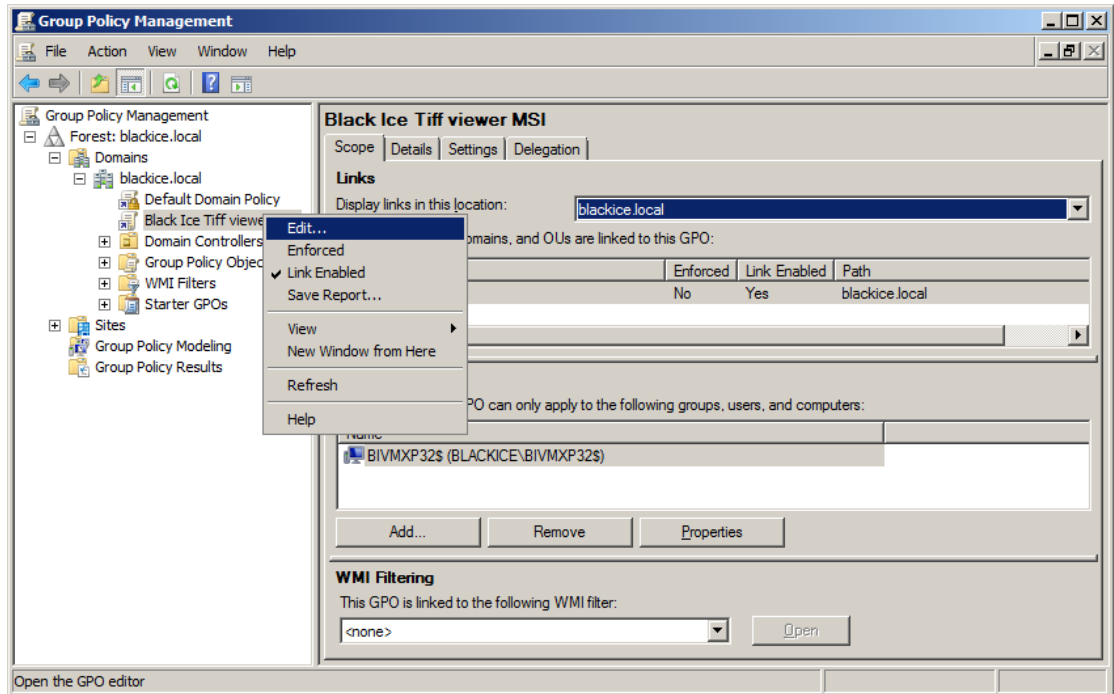 Group Policy Management
File Action View Window Help
Group Policy Management
Forest: blackice.local
Domains
blackice.local
Default Domain Policy
Black Ice Tiff viewe
Domain Controllers
Group Policy Objec
WMI Filters
Starter GPOs
Sites
Group Policy Modeling
Group Policy Results
Edit...
Enforced
Link Enabled
Save Report...
View
New Window from Here
Refresh
Help
Black Ice Tiff viewer MSI
Scope Details Settings Delegation
Links
Display links in this location: blackice.local
omains, and OUs are linked to this GPO:
Enforced Link Enabled Path
No Yes blackice.local
PO can only apply to the following groups, users, and computers:
Name
BIVMXP32$ (BLACKICE\BIVMXP32$)
Add... Remove Properties
WMI Filtering
This GPO is linked to the following WMI filter:
<none> Open
Open the GPO editor